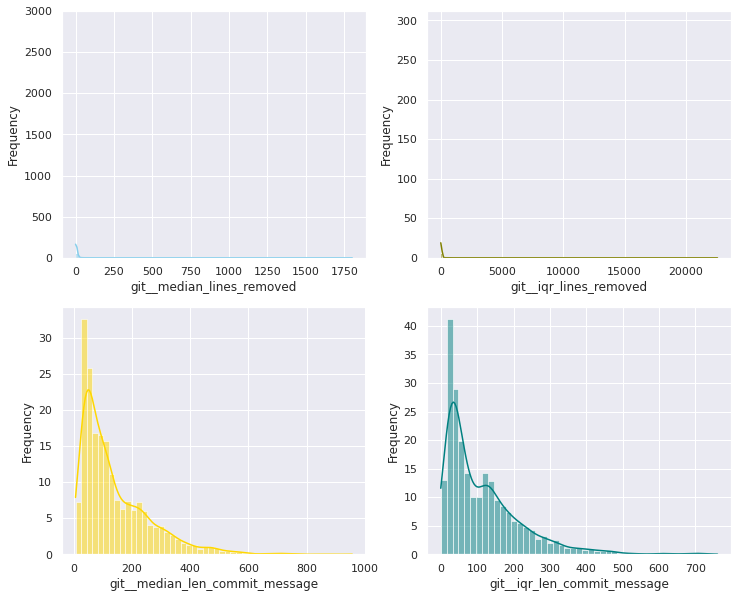 3000
2500
2000
1500
1000
500
0
Frequency
0 250 500 750 1000 1250 1500 1750
git__median_lines_removed
300
250
200
150
100
50
0
Frequency
0 5000 10000 15000 20000
git__iqr_lines_removed
30
25
20
15
10
5
0
Frequency
0 200 400 600 800 1000
git__median_len_commit_message
40
35
30
25
20
15
10
5
0
Frequency
0 100 200 300 400 500 600 700
git__iqr_len_commit_message